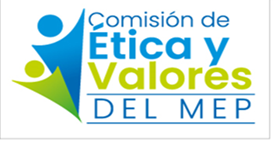 Comisión de
Ética y
Valores
DEL MEP